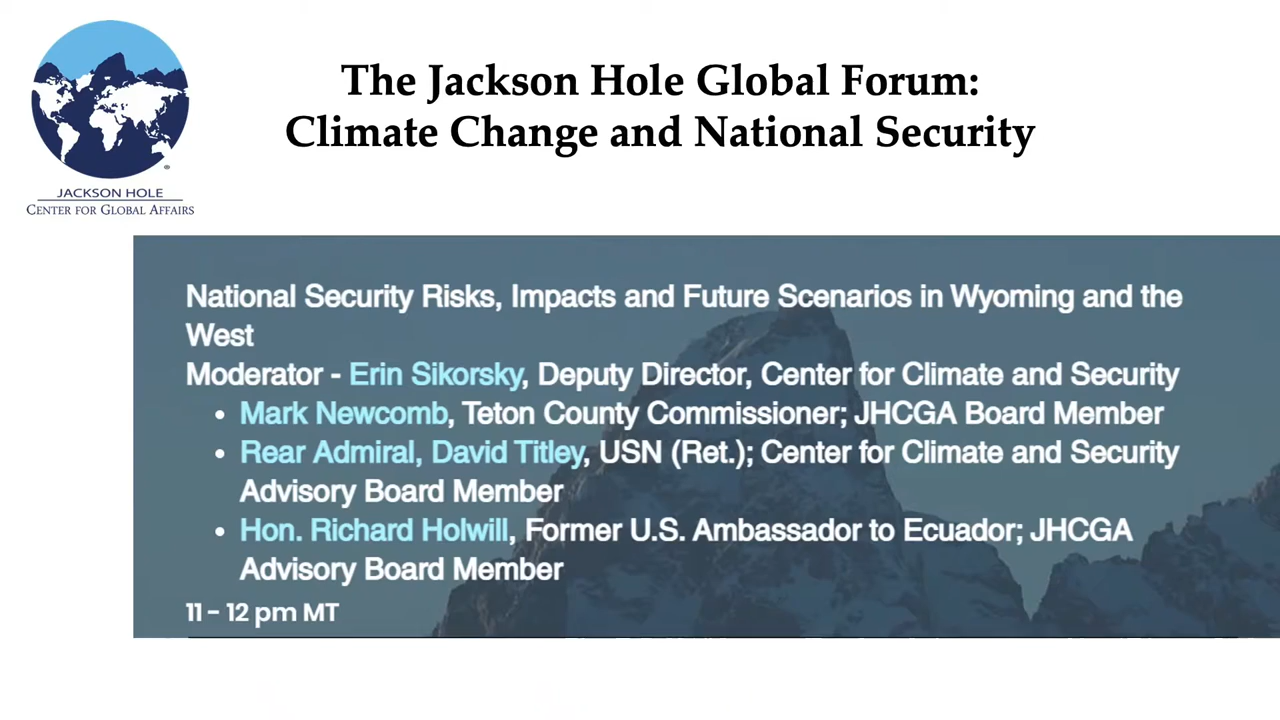 The Jackson Hole Global Forum:
Climate Change and National Security
®
JACKSON HOLE
CENTER FOR GLOBAL AFFAIRS
National Security Risks, Impacts and Future Scenarios in Wyoming and the
West
Moderator - Erin Sikorsky, Deputy Director, Center for Climate and Security
• Mark Newcomb, Teton County Commissioner; JHCGA Board Member
• Rear Admiral, David Titley, USN (Ret.); Center for Climate and Security
Advisory Board Member
• Hon. Richard Holwill, Former U.S. Ambassador to Ecuador; JHCGA
Advisory Board Member
11 – 12 pm MT